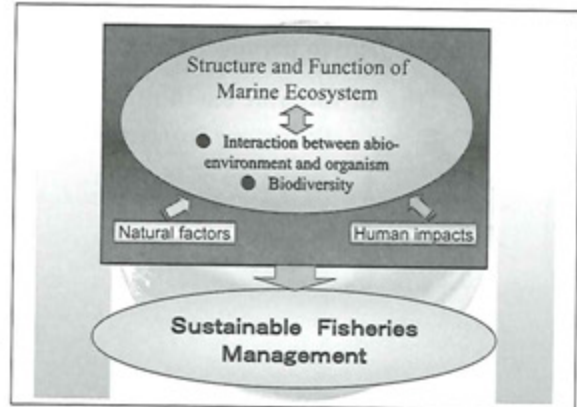 Structure and Function of
Marine Ecosystem
● Interaction between abio-
environment and organism
● Biodiversity
Natural factors
Human impacts
Sustainable Fisheries
Management